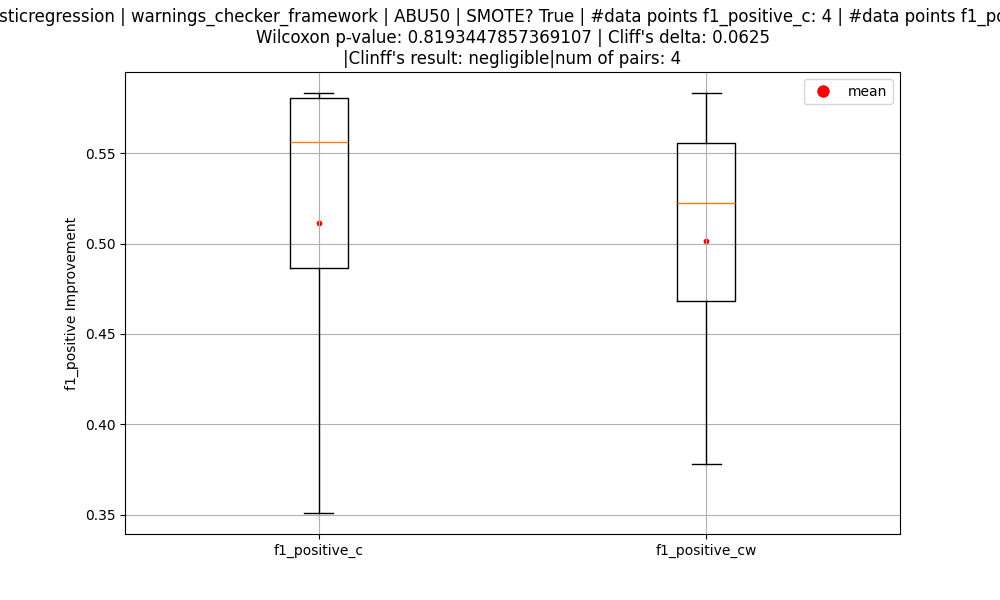 sticregression | warnings_checker_framework | ABU50 | SMOTE? True | #data points f1_positive_c: 4 | #data points f1_po
Wilcoxon p-value: 0.8193447857369107 | Cliff's delta: 0.0625
|Clinff's result: negligible|num of pairs: 4
mean
f1_positive Improvement
0.55
0.50
0.45
0.40
0.35
f1_positive_c
f1_positive_cw